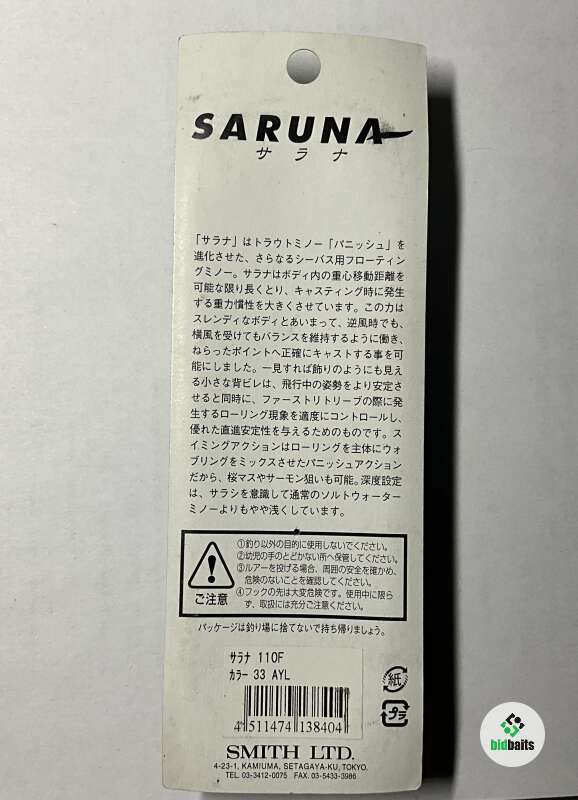 SARUNA
サラナ
「サラナ」はトラウトミノー「パニッシュ」を
進化させた、さらなるシーバス用フローティン
グミノー。サラナはボディ内の重心移動距離を
可能な限り長くとり、キャスティング時に発生
する重力慣性を大きくさせています。この力は
スレンディなボディとあいまって、逆風時でも、
横風を受けてもバランスを維持するように働き、
ねらったポイントへ正確にキャストする事を可
能にしました。一見すれば飾りのようにも見え
る小さな背ビレは、飛行中の姿勢をより安定さ
せると同時に、ファーストリトリーブの際に発
生するローリング現象を適度にコントロールし、
優れた直進安定性を与えるためのものです。ス
イミングアクションはローリングを主体にウォ
ブリングをミックスさせたパニッシュアクション
だから、桜マスやサーモン狙いも可能。深度設定
は、サラシを意識して通常のソルトウォーター
ミノーよりもやや浅くしています。
ご注意
①釣り以外の目的に使用しないでください。
②幼児の手のとどかない所へ保管してください。
③ルアーを投げる場合、周囲の安全を確かめ、
危険のないことを確認してください。
④フックの先は大変危険です。使用中に限ら
ず、取扱には充分ご注意ください。
パッケージは釣り場に捨てないで持ち帰りましょう。
サラナ 110F
カラー 33 AYL
4 511474 138404
紙
プラ
SMITH LTD.
4-23-1, KAMIUMA, SETAGAYA-KU, TOKYO.
TEL. 03-3412-0075 FAX. 03-5433-3986
bidbaits